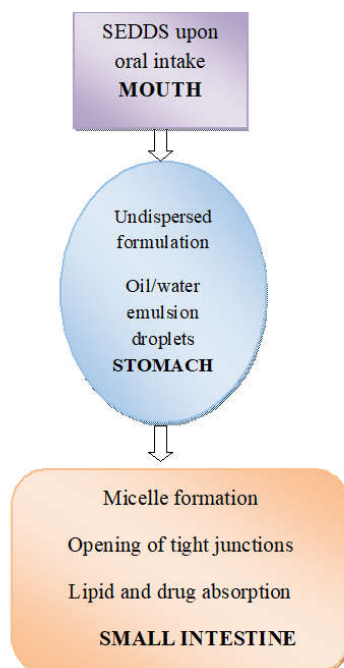 SEDDS upon
oral intake
MOUTH
Undispersed
formulation
Oil/water
emulsion
droplets
STOMACH
Micelle formation
Opening of tight junctions
Lipid and drug absorption
SMALL INTESTINE